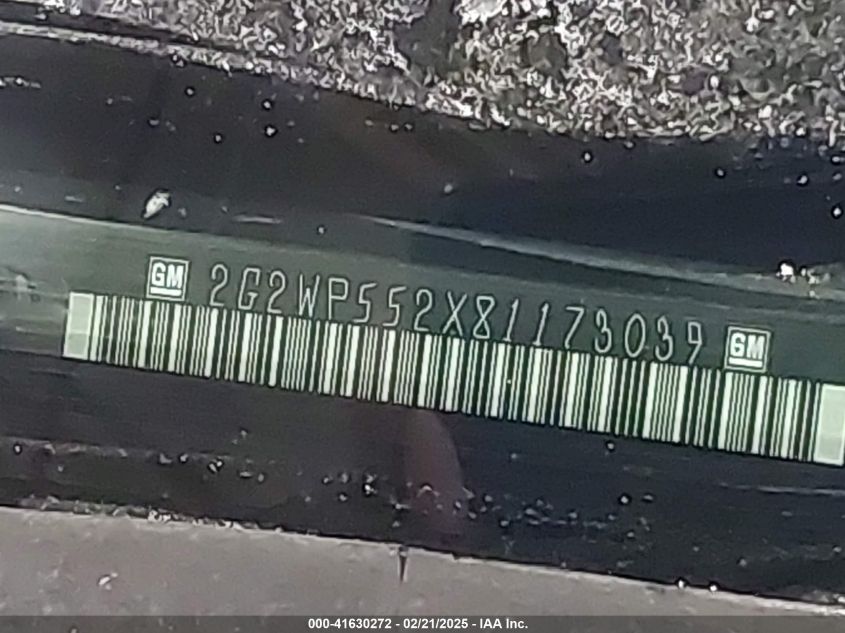 GM 2G2WP552X81173039 GM
000-41630272 - 02/21/2025 - IAA Inc.